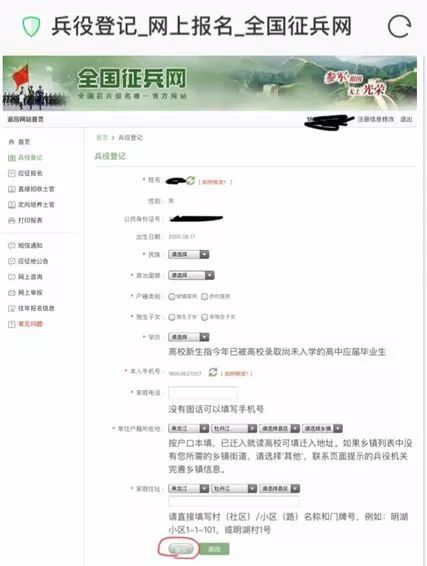 兵役登记_网上报名_全国征兵网
全国征兵网
全国征兵报名唯一官方网站
参军报国 无上光荣
返回网站首页
注册信息修改 退出
首页
兵役登记
应征报名
直接招收士官
定向培养士官
打印报表
短信通知
应征地公告
网上咨询
网上举报
往年报名信息
常见问题
首页 > 兵役登记
兵役登记
* 姓名：
[如何修改?]
性别： 男
公民身份证号：
出生日期：
* 民族： 请选择
* 政治面貌： 请选择
* 户籍类别： 城镇居民 农村居民
* 独生子女： 独生子女 非独生子女
* 学历： 请选择
高校新生指今年已被高校录取尚未入学的高中应届毕业生
* 本人手机号： [如何修改?]
* 家庭电话：
没有固话可以填写手机号
* 常住户籍所在地： 黑龙江 牡丹江 请选择县区 请选择乡镇
按户口本填，已迁入就读高校可填迁入地址。如果乡镇列表中没
有您所需的乡镇街道，请选择'其他'，联系页面提示的兵役机关
完善乡镇信息。
* 家庭住址： 黑龙江 牡丹江 请选择县区
请直接填写村（社区）/小区（路）名称和门牌号，例如：明湖
小区1-1-101，或明湖村1号
返回